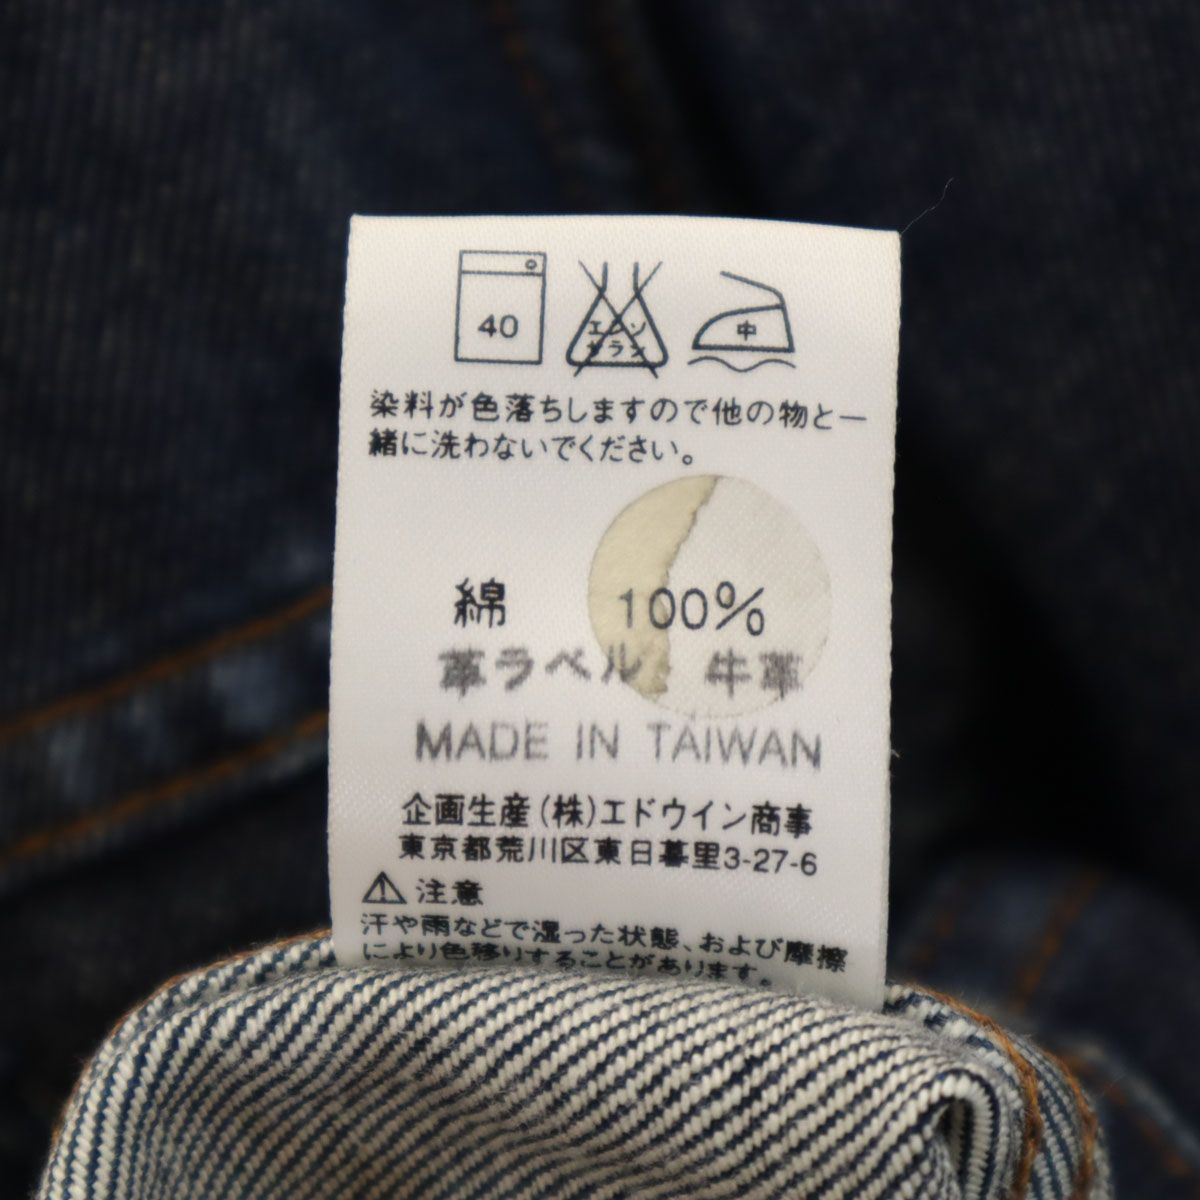 40
エンソ
サラシ
中
染料が色落ちしますので他の物と一
緒に洗わないでください。
綿 100%
革ラベル 牛革
MADE IN TAIWAN
企画生産(株)エドウイン商事
東京都荒川区東日暮里3-27-6
注意
汗や雨などで湿った状態、および摩擦
により色移りすることがあります。